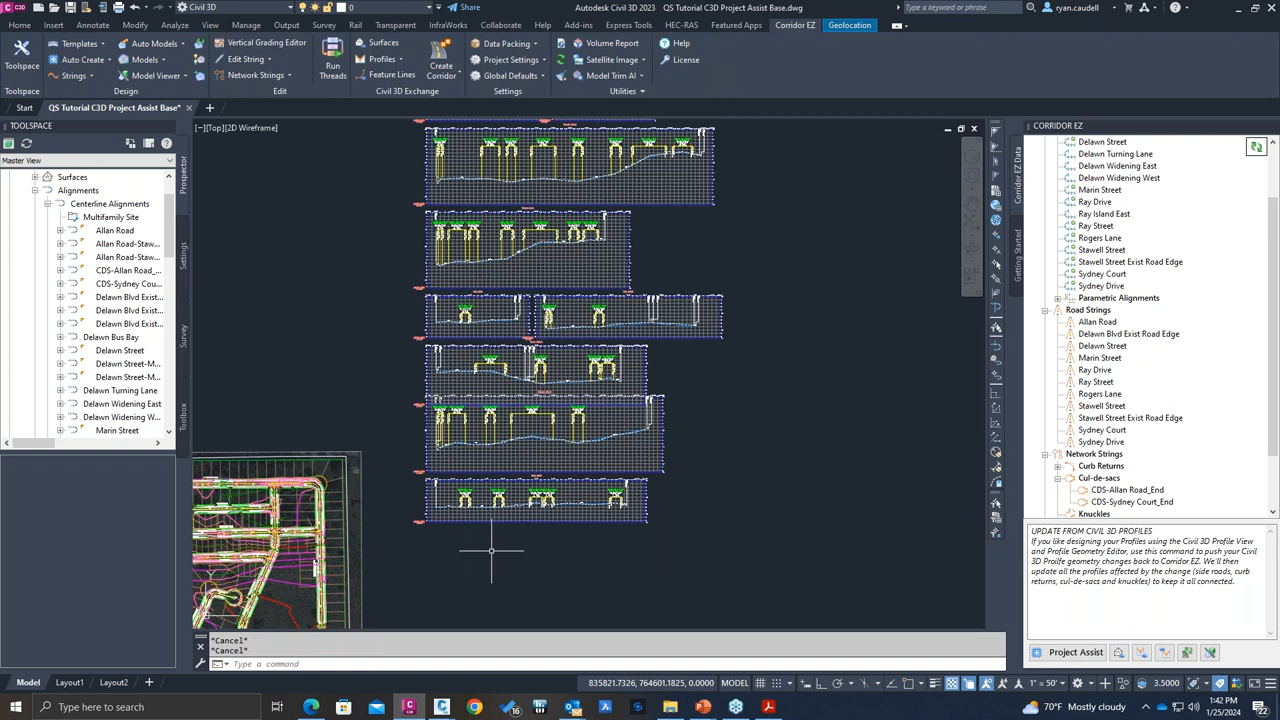 Civil 3D
0
Share
Autodesk Civil 3D 2023 QS Tutorial C3D Project Assist Base.dwg
Type a keyword or phrase
ryan.caudell
Home Insert Annotate Modify Analyze View Manage Output Survey Rail Transparent InfraWorks Collaborate Help Add-ins Express Tools HEC-RAS Featured Apps Corridor EZ Geolocation
Toolspace
Templates
Auto Create
Strings
Auto Models
Models
Model Viewer
Vertical Grading Editor
Edit String
Network Strings
Run Threads
Surfaces
Profiles
Feature Lines
Create Corridor
Data Packing
Project Settings
Global Defaults
Volume Report
Satellite Image
Model Trim AI
Help
License
Toolspace Design Edit Civil 3D Exchange Settings Utilities
Start QS Tutorial C3D Project Assist Base*
TOOLSPACE
Master View
Surfaces
Alignments
Centerline Alignments
Multifamily Site
Allan Road
Allan Road-Staw...
Allan Road-Staw...
CDS-Allan Road_...
CDS-Sydney Cou...
Delawn Blvd Exist...
Delawn Blvd Exist...
Delawn Blvd Exist...
Delawn Bus Bay
Delawn Street
Delawn Street-M...
Delawn Street-M...
Delawn Turning Lane
Delawn Widening East
Delawn Widening W...
Marin Street
Prospector
Settings
Survey
Toolbox
[−][Top][2D Wireframe]
*Cancel*
*Cancel*
Type a command
CORRIDOR EZ
Corridor EZ Data
Getting Started
Delawn Street
Delawn Turning Lane
Delawn Widening East
Delawn Widening West
Marin Street
Ray Drive
Ray Island East
Ray Street
Rogers Lane
Stawell Street
Stawell Street Exist Road Edge
Sydney Court
Sydney Drive
Parametric Alignments
Road Strings
Allan Road
Delawn Blvd Exist Road Edge
Delawn Street
Marin Street
Ray Drive
Ray Street
Rogers Lane
Stawell Street
Stawell Street Exist Road Edge
Sydney Court
Sydney Drive
Network Strings
Curb Returns
Cul-de-sacs
CDS-Allan Road_End
CDS-Sydney Court_End
Knuckles
UPDATE FROM CIVIL 3D PROFILES
If you like designing your Profiles using the Civil 3D Profile View
and Profile Geometry Editor, use this command to push your Civil
3D Proilfe geometry changes back to Corridor EZ. We'll then
update all the profiles affected by the change (side roads, curb
returns, cul-de-sacs and knuckles) to keep it all connected.
Project Assist
Model Layout1 Layout2
835821.7326, 764601.1825, 0.0000 MODEL
1" = 50'
3.5000
Type here to search
16
70°F Mostly cloudy
1:42 PM
1/25/2024